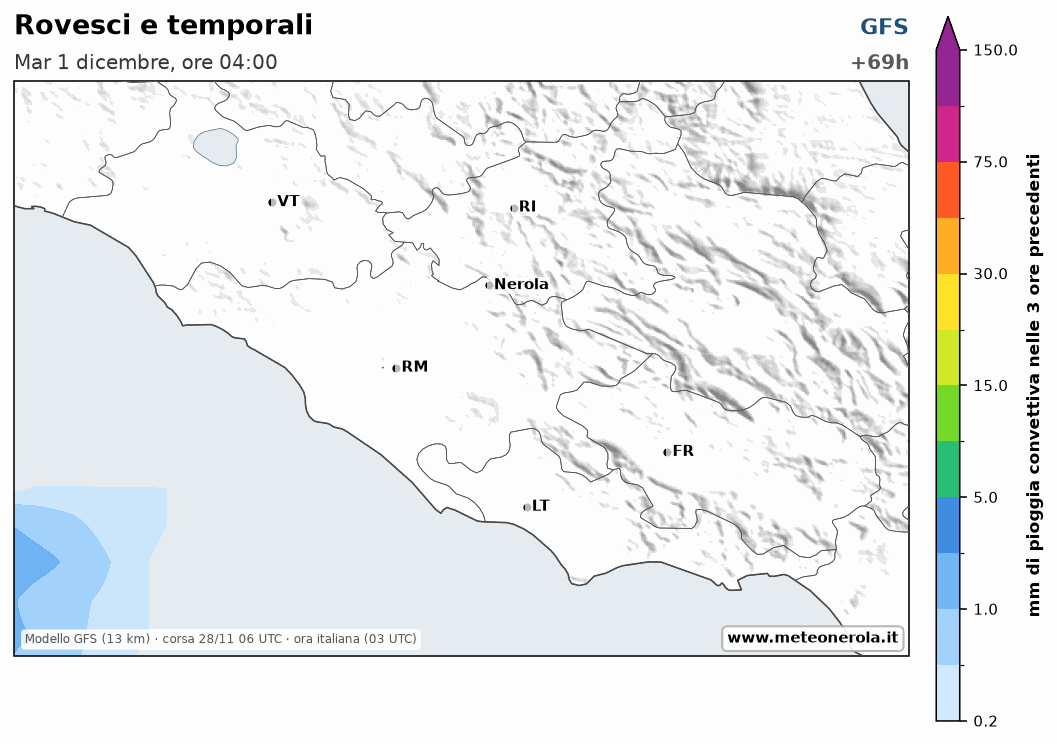 Rovesci e temporali
GFS
Mar 1 dicembre, ore 04:00
+69h
150.0
75.0
30.0
15.0
5.0
1.0
0.2
mm di pioggia convettiva nelle 3 ore precedenti
VT
RI
Nerola
RM
FR
LT
Modello GFS (13 km) · corsa 28/11 06 UTC · ora italiana (03 UTC)
www.meteonerola.it